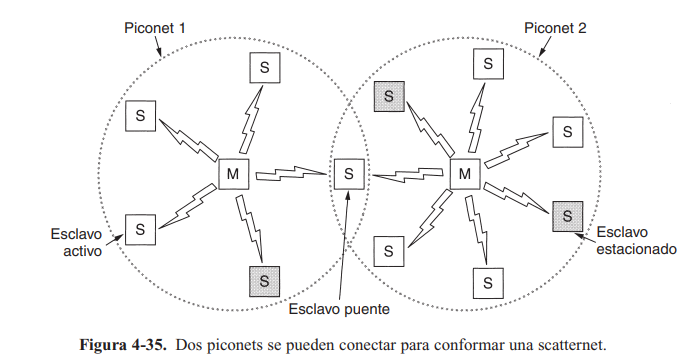 Piconet 1
Piconet 2
S
S
S
S
S
M
S
M
S
Esclavo
activo
S
S
Esclavo
estacionado
S
S
S
Esclavo puente
Figura 4-35. Dos piconets se pueden conectar para conformar una scatternet.